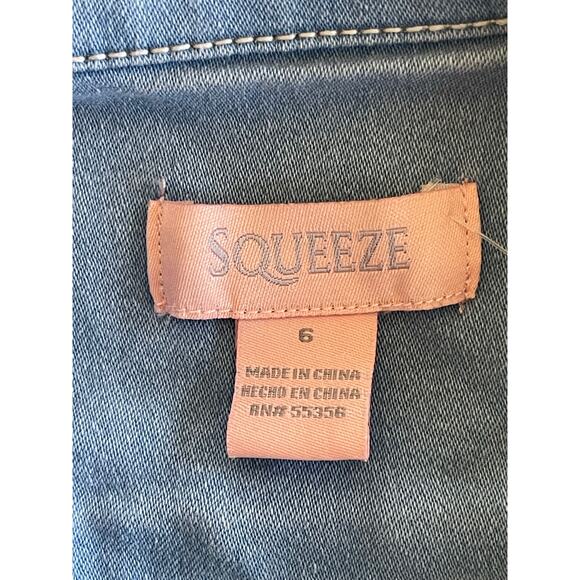 SQUEEZE
6
MADE IN CHINA
HECHO EN CHINA
RN# 55356